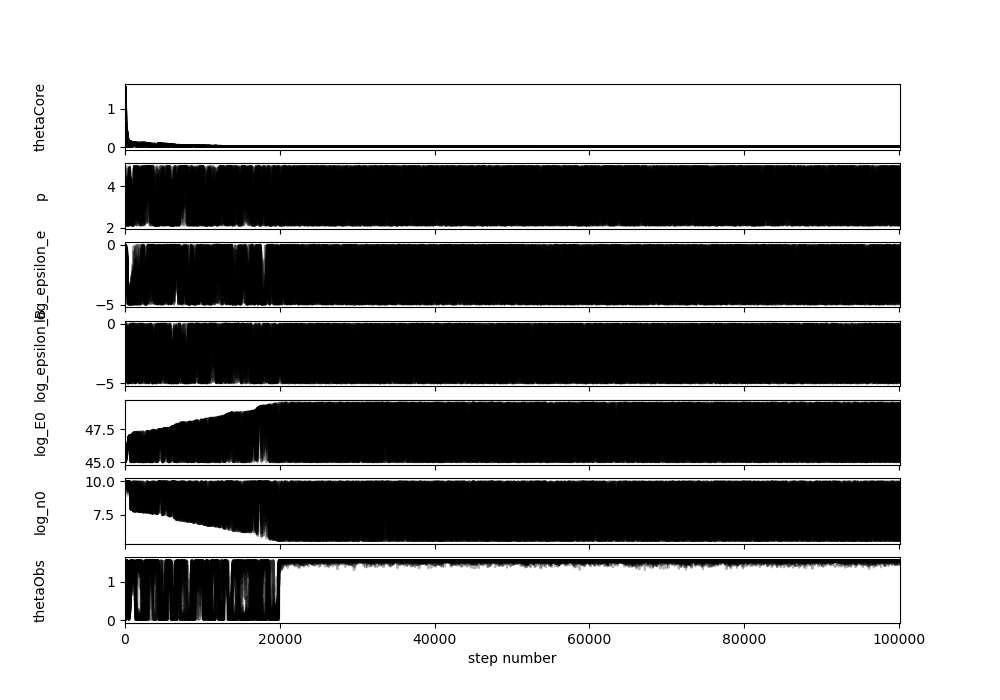 thetaCore
1
0
p
4
2
log_epsilon_e
0
−5
log_epsilon_B
0
−5
log_E0
47.5
45.0
log_n0
10.0
7.5
thetaObs
1
0
0
20000
40000
60000
80000
100000
step number